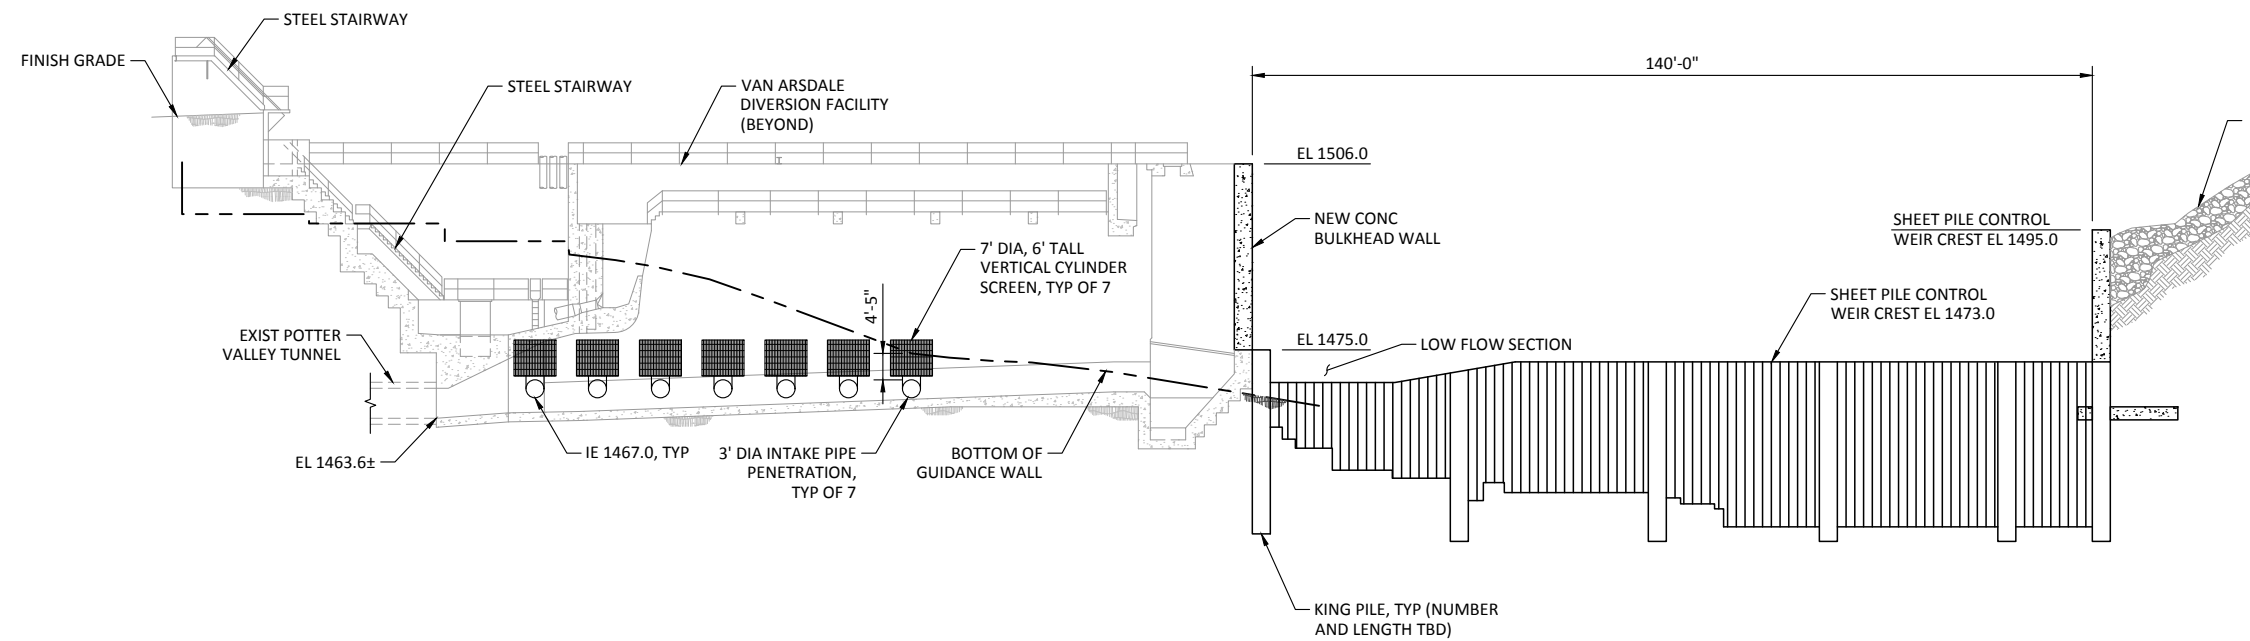 STEEL STAIRWAY
FINISH GRADE
STEEL STAIRWAY
VAN ARSDALE
DIVERSION FACILITY
(BEYOND)
140'-0"
EL 1506.0
NEW CONC
BULKHEAD WALL
SHEET PILE CONTROL
WEIR CREST EL 1495.0
7' DIA, 6' TALL
VERTICAL CYLINDER
SCREEN, TYP OF 7
4'-5"
SHEET PILE CONTROL
WEIR CREST EL 1473.0
EXIST POTTER
VALLEY TUNNEL
EL 1475.0
LOW FLOW SECTION
EL 1463.6±
IE 1467.0, TYP
3' DIA INTAKE PIPE
PENETRATION,
TYP OF 7
BOTTOM OF
GUIDANCE WALL
KING PILE, TYP (NUMBER
AND LENGTH TBD)